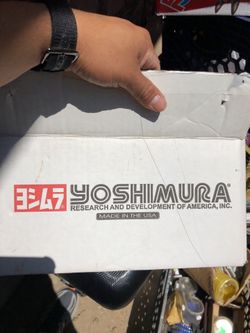 ヨシムラ YOSHIMURA
RESEARCH AND DEVELOPMENT OF AMERICA, INC.
MADE IN THE USA